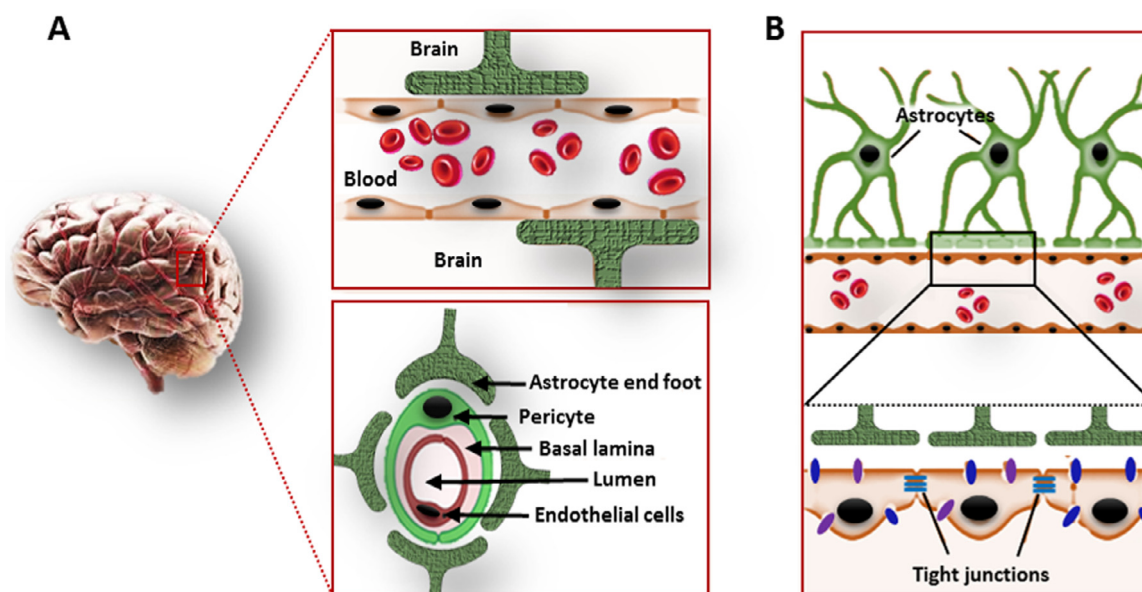 A
Brain
Blood
Brain
Astrocyte end foot
Pericyte
Basal lamina
Lumen
Endothelial cells
B
Astrocytes
Tight junctions